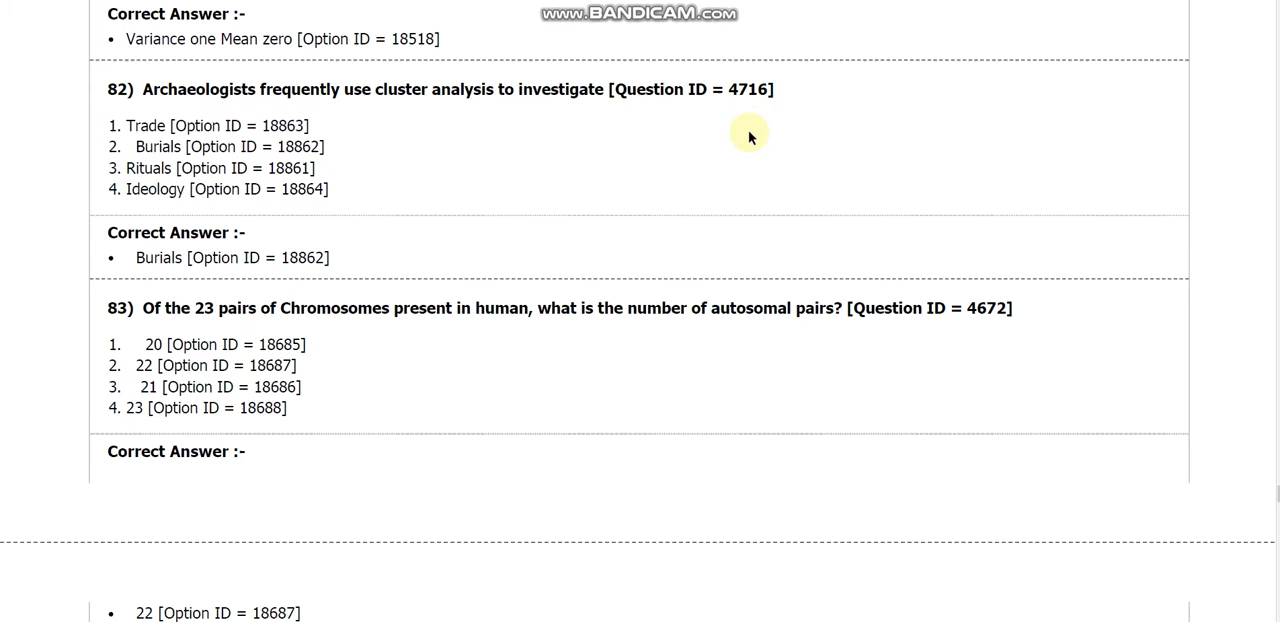 Correct Answer :-
www.BANDICAM.com
• Variance one Mean zero [Option ID = 18518]
82) Archaeologists frequently use cluster analysis to investigate [Question ID = 4716]
1. Trade [Option ID = 18863]
2. Burials [Option ID = 18862]
3. Rituals [Option ID = 18861]
4. Ideology [Option ID = 18864]
Correct Answer :-
• Burials [Option ID = 18862]
83) Of the 23 pairs of Chromosomes present in human, what is the number of autosomal pairs? [Question ID = 4672]
1. 20 [Option ID = 18685]
2. 22 [Option ID = 18687]
3. 21 [Option ID = 18686]
4. 23 [Option ID = 18688]
Correct Answer :-
• 22 [Option ID = 18687]